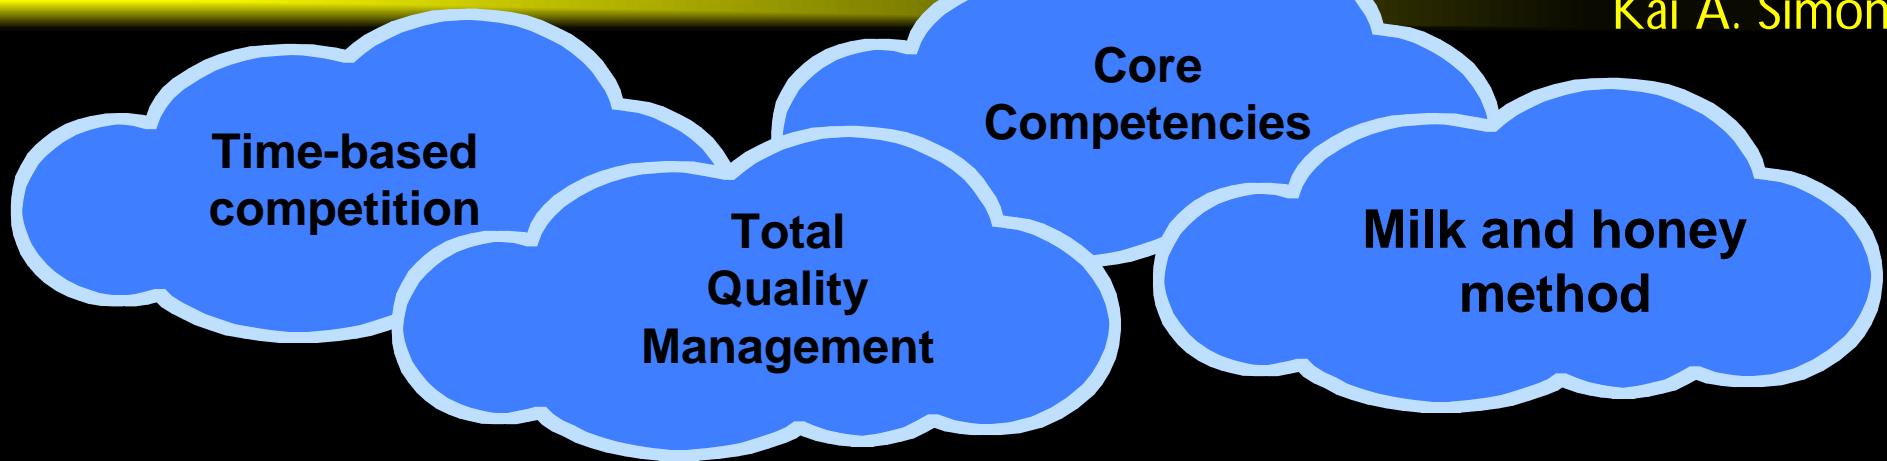 Kai A. Simon
Core
Competencies
Time-based
competition
Total
Quality
Management
Milk and honey
method